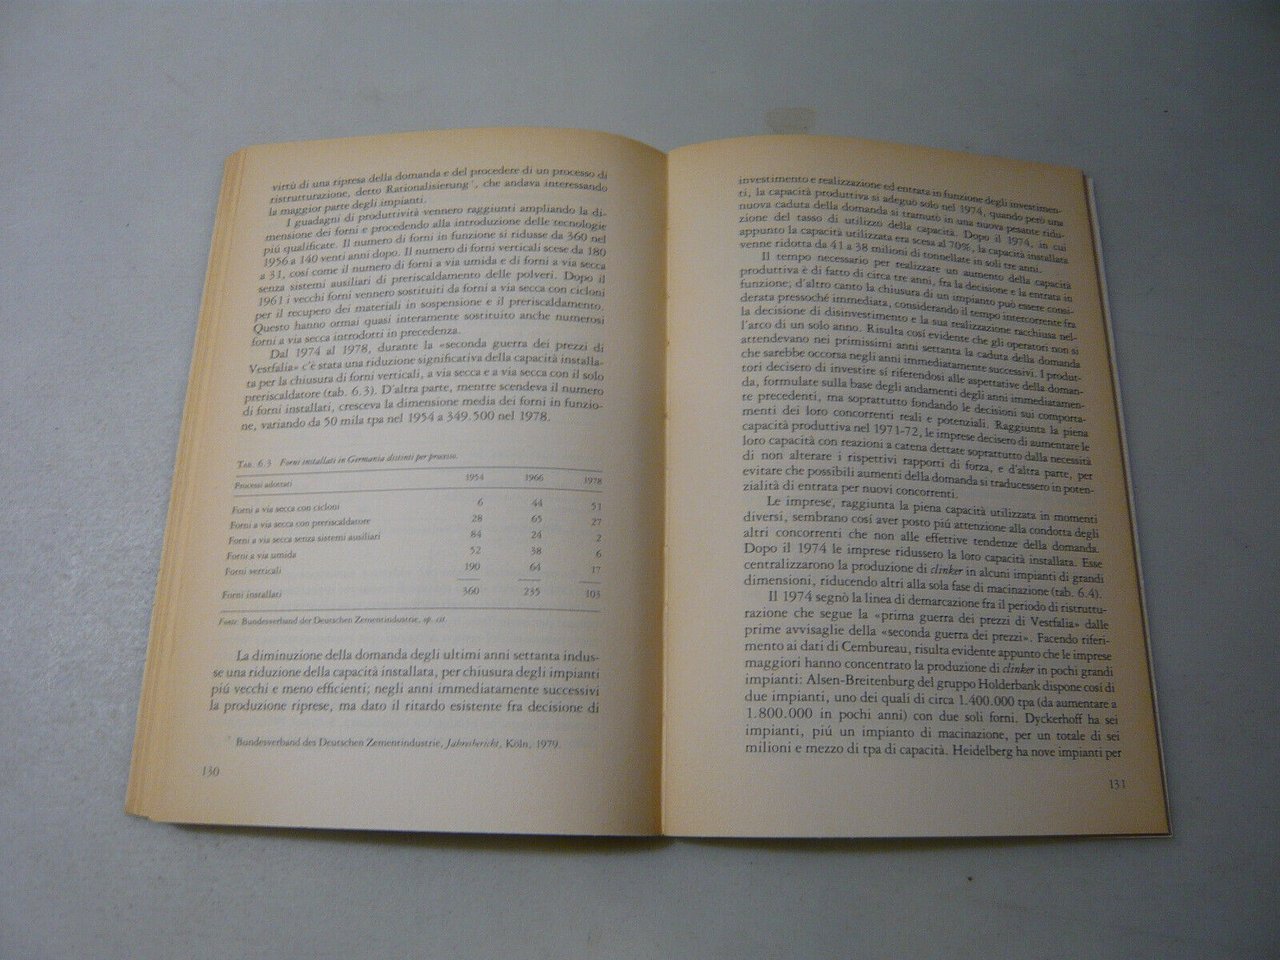 virtù di una ripresa della domanda e del procedere di un processo di
ristrutturazione, detto Rationalisierung⁷, che andava interessando
la maggior parte degli impianti.
I guadagni di produttività vennero raggiunti ampliando la di-
mensione dei forni e procedendo alla introduzione delle tecnologie
più qualificate. Il numero di forni in funzione si ridusse da 360 nel
1956 a 140 venti anni dopo. Il numero di forni verticali scese da 180
a 31, così come il numero di forni a via umida e di forni a via secca
senza sistemi ausiliari di preriscaldamento delle polveri. Dopo il
1961 i vecchi forni vennero sostituiti da forni a via secca con cicloni
per il recupero dei materiali in sospensione e il preriscaldamento.
Questo hanno ormai quasi interamente sostituito anche numerosi
forni a via secca introdotti in precedenza.
Dal 1974 al 1978, durante la «seconda guerra dei prezzi di
Vestfalia» c'è stata una riduzione significativa della capacità installa-
ta per la chiusura di forni verticali, a via secca e a via secca con il solo
preriscaldatore (tab. 6.3). D'altra parte, mentre scendeva il numero
di forni installati, cresceva la dimensione media dei forni in funzio-
ne, variando da 50 mila tpa nel 1954 a 349.500 nel 1978.
TAB. 6.3 Forni installati in Germania distinti per processo.
Processi adottati 1954 1966 1978
Forni a via secca con cicloni 6 44 51
Forni a via secca con preriscaldatore 28 65 27
Forni a via secca senza sistemi ausiliari 84 24 2
Forni a via umida 52 38 6
Forni verticali 190 64 17
Forni installati 360 235 103
Fonte: Bundesverband der Deutschen Zementindustrie, op. cit.
La diminuzione della domanda degli ultimi anni settanta indus-
se una riduzione della capacità installata, per chiusura degli impianti
più vecchi e meno efficienti; negli anni immediatamente successivi
la produzione riprese, ma dato il ritardo esistente fra decisione di
⁷ Bundesverband des Deutschen Zementindustrie, Jahresbericht, Köln, 1979.
130
investimento e realizzazione ed entrata in funzione degli investimen-
ti, la capacità produttiva si adeguò solo nel 1974, quando però una
nuova caduta della domanda si tramutò in una nuova pesante ridu-
zione del tasso di utilizzo della capacità. Dopo il 1974, in cui
appunto la capacità utilizzata era scesa al 70%, la capacità installata
venne ridotta da 41 a 38 milioni di tonnellate in soli tre anni.
Il tempo necessario per realizzare un aumento della capacità
produttiva è di fatto di circa tre anni, fra la decisione e la entrata in
funzione, d'altro canto la chiusura di un impianto può essere consi-
derata pressoché immediata, considerando il tempo intercorrente fra
la decisione di disinvestimento e la sua realizzazione racchiusa nel-
l'arco di un solo anno. Risulta così evidente che gli operatori non si
attendevano nei primissimi anni settanta la caduta della domanda
che sarebbe occorsa negli anni immediatamente successivi. I produt-
tori decisero di investire sì riferendosi alle aspettative della doman-
da, formulate sulla base degli andamenti degli anni immediatamen-
te precedenti, ma soprattutto fondando le decisioni sui comporta-
menti dei loro concorrenti reali e potenziali. Raggiunta la piena
capacità produttiva nel 1971-72, le imprese decisero di aumentare le
loro capacità con reazioni a catena dettate soprattutto dalla necessità
di non alterare i rispettivi rapporti di forza, e d'altra parte, per
evitare che possibili aumenti della domanda si traducessero in poten-
zialità di entrata per nuovi concorrenti.
Le imprese, raggiunta la piena capacità utilizzata in momenti
diversi, sembrano così aver posto più attenzione alla condotta degli
altri concorrenti che non alle effettive tendenze della domanda.
Dopo il 1974 le imprese ridussero la loro capacità installata. Esse
centralizzarono la produzione di clinker in alcuni impianti di grandi
dimensioni, riducendo altri alla sola fase di macinazione (tab. 6.4).
Il 1974 segnò la linea di demarcazione fra il periodo di ristruttu-
razione che segue la «prima guerra dei prezzi di Vestfalia» dalle
prime avvisaglie della «seconda guerra dei prezzi». Facendo riferi-
mento ai dati di Cembureau, risulta evidente appunto che le imprese
maggiori hanno concentrato la produzione di clinker in pochi grandi
impianti: Alsen-Breitenburg del gruppo Holderbank dispone così di
due impianti, uno dei quali di circa 1.400.000 tpa (da aumentare a
1.800.000 in pochi anni) con due soli forni. Dyckerhoff ha sei
impianti, più un impianto di macinazione, per un totale di sei
milioni e mezzo di tpa di capacità. Heidelberg ha nove impianti per
131